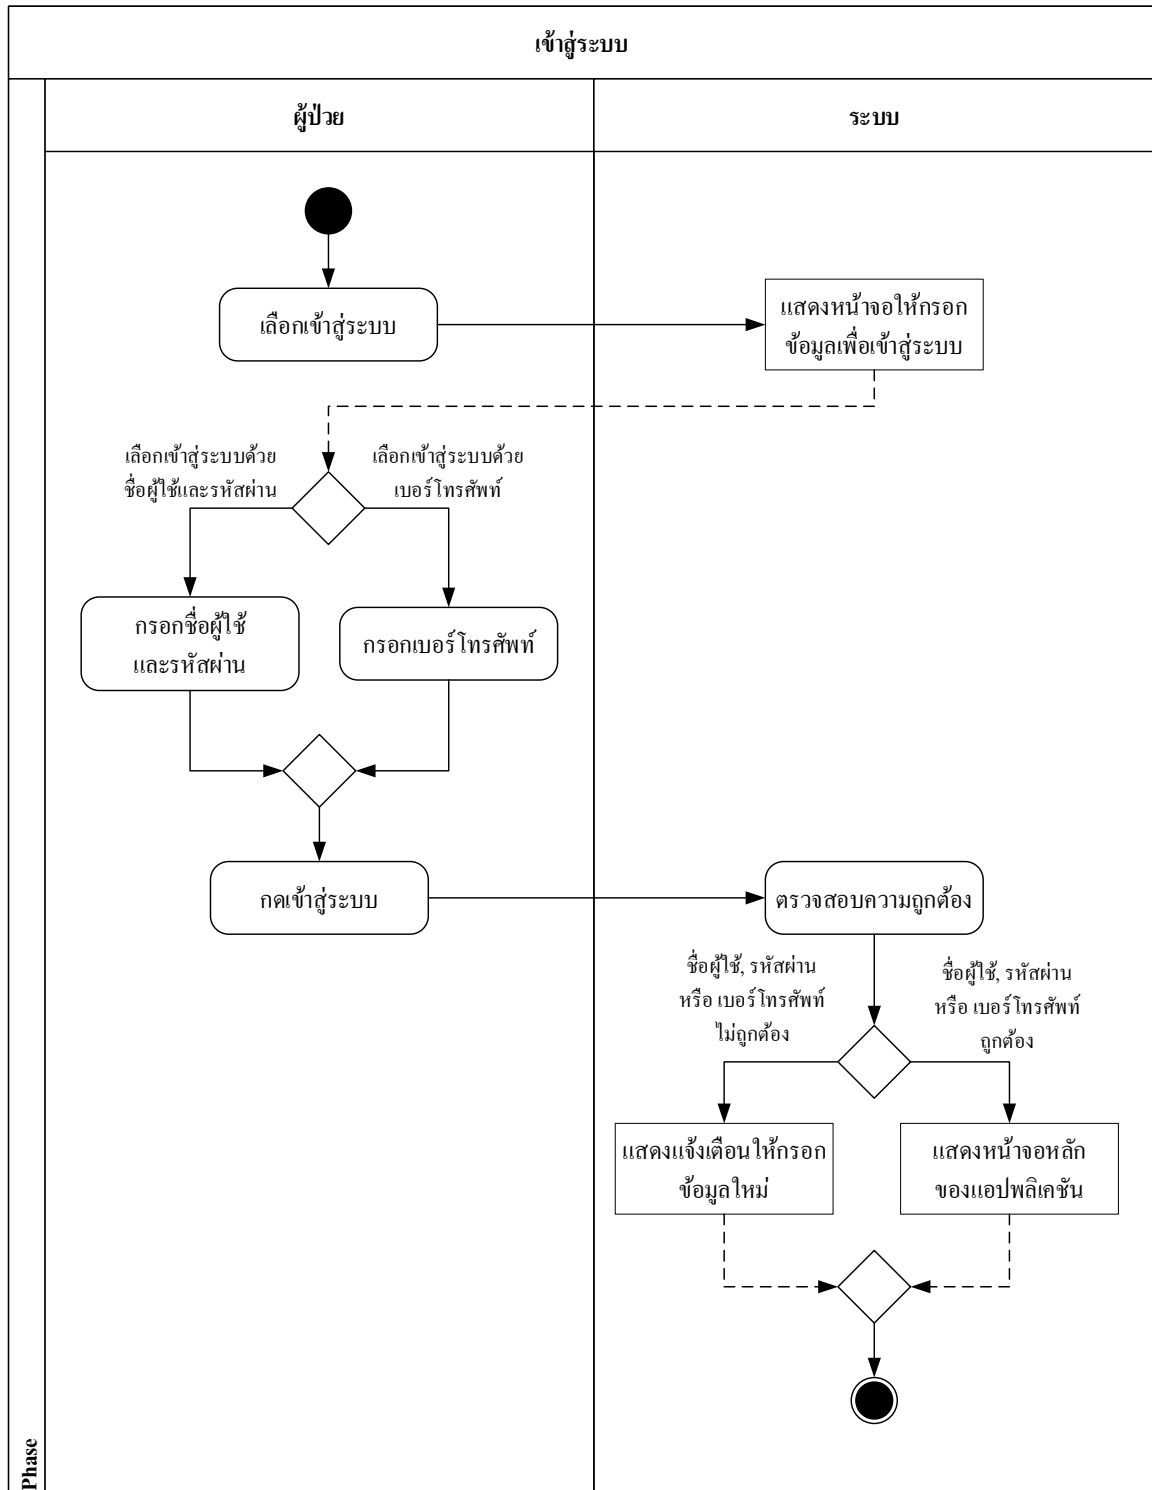 เข้าสู่ระบบ
ผู้ป่วย
ระบบ
เลือกเข้าสู่ระบบ
แสดงหน้าจอให้กรอก
ข้อมูลเพื่อเข้าสู่ระบบ
เลือกเข้าสู่ระบบด้วย
ชื่อผู้ใช้และรหัสผ่าน
เลือกเข้าสู่ระบบด้วย
เบอร์โทรศัพท์
กรอกชื่อผู้ใช้
และรหัสผ่าน
กรอกเบอร์โทรศัพท์
กดเข้าสู่ระบบ
ตรวจสอบความถูกต้อง
ชื่อผู้ใช้, รหัสผ่าน
หรือ เบอร์โทรศัพท์
ไม่ถูกต้อง
ชื่อผู้ใช้, รหัสผ่าน
หรือ เบอร์โทรศัพท์
ถูกต้อง
แสดงแจ้งเตือนให้กรอก
ข้อมูลใหม่
แสดงหน้าจอหลัก
ของแอปพลิเคชัน
Phase